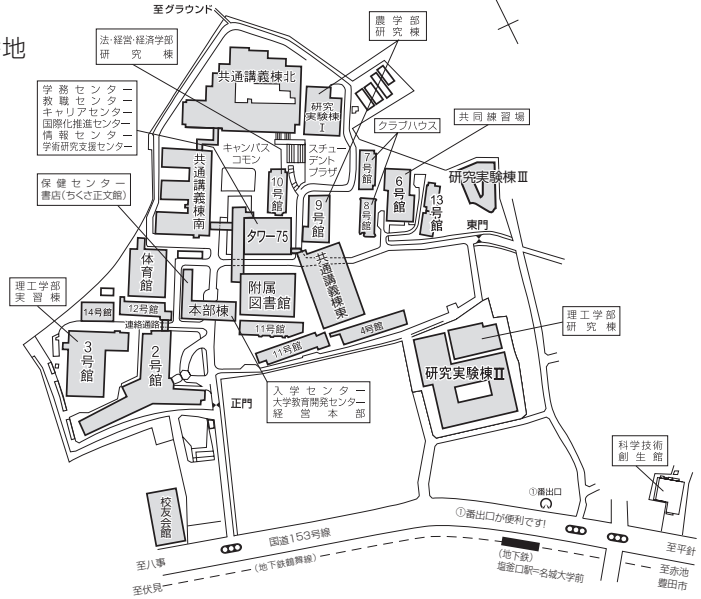 至グラウンド
地
法・経営・経済学部
研究棟
農学部
研究棟
共通講義棟北
研究
実験棟
Ⅰ
学務センター
教職センター
キャリアセンター
国際化推進センター
情報センター
学術研究支援センター
キャンパス
コモン
スチュー
デント
プラザ
クラブハウス
共同練習場
共通講義棟南
10号館
7号館
6号館
研究実験棟Ⅲ
保健センター
書店(ちくさ正文館)
9号館
8号館
13号館
東門
タワー75
体育館
附属
図書館
共通講義棟東
理工学部
実習棟
14号館
12号館
本部棟
連絡通路
11号館
4号館
11号館
理工学部
研究棟
3号館
2号館
研究実験棟Ⅱ
正門
入学センター
大学教育開発センター
経営本部
科学技術
創生館
校友会館
①番出口
①番出口が便利です!
国道153号線
至八事
(地下鉄鶴舞線)
至伏見
(地下鉄)
塩釜口駅=名城大学前
至平針
至赤池
豊田市